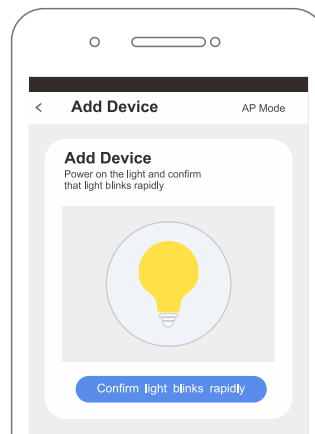 < Add Device AP Mode
Add Device
Power on the light and confirm
that light blinks rapidly
Confirm light blinks rapidly